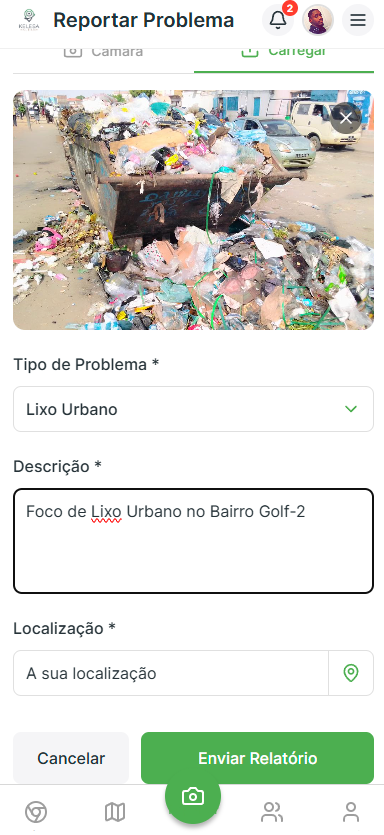 KELEGA
Reportar Problema
2
Câmara
Carregar
Tipo de Problema *
Lixo Urbano
Descrição *
Foco de Lixo Urbano no Bairro Golf-2
Localização *
A sua localização
Cancelar
Enviar Relatório